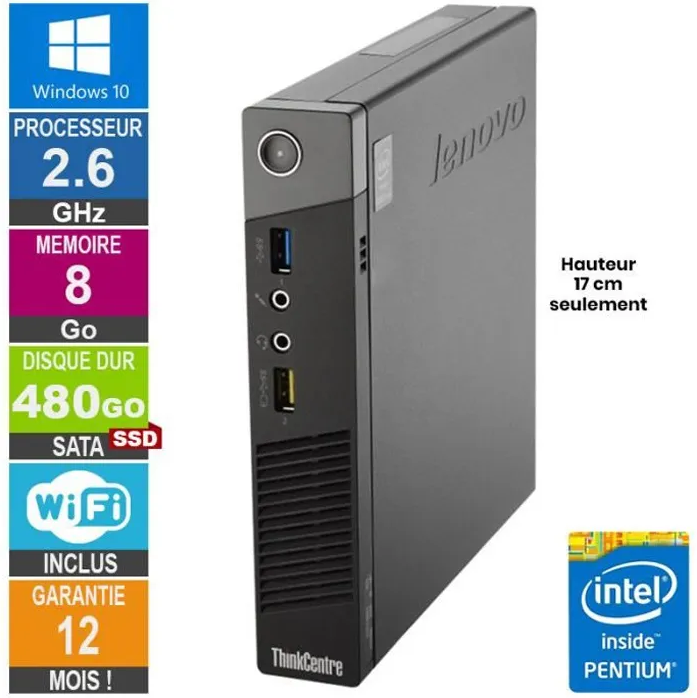 Windows 10
PROCESSEUR
2.6
GHz
MEMOIRE
8
Go
DISQUE DUR
480GO
SATA SSD
WiFi
INCLUS
GARANTIE
12
MOIS !
lenovo
ThinkCentre
Hauteur
17 cm
seulement
intel
inside™
PENTIUM®